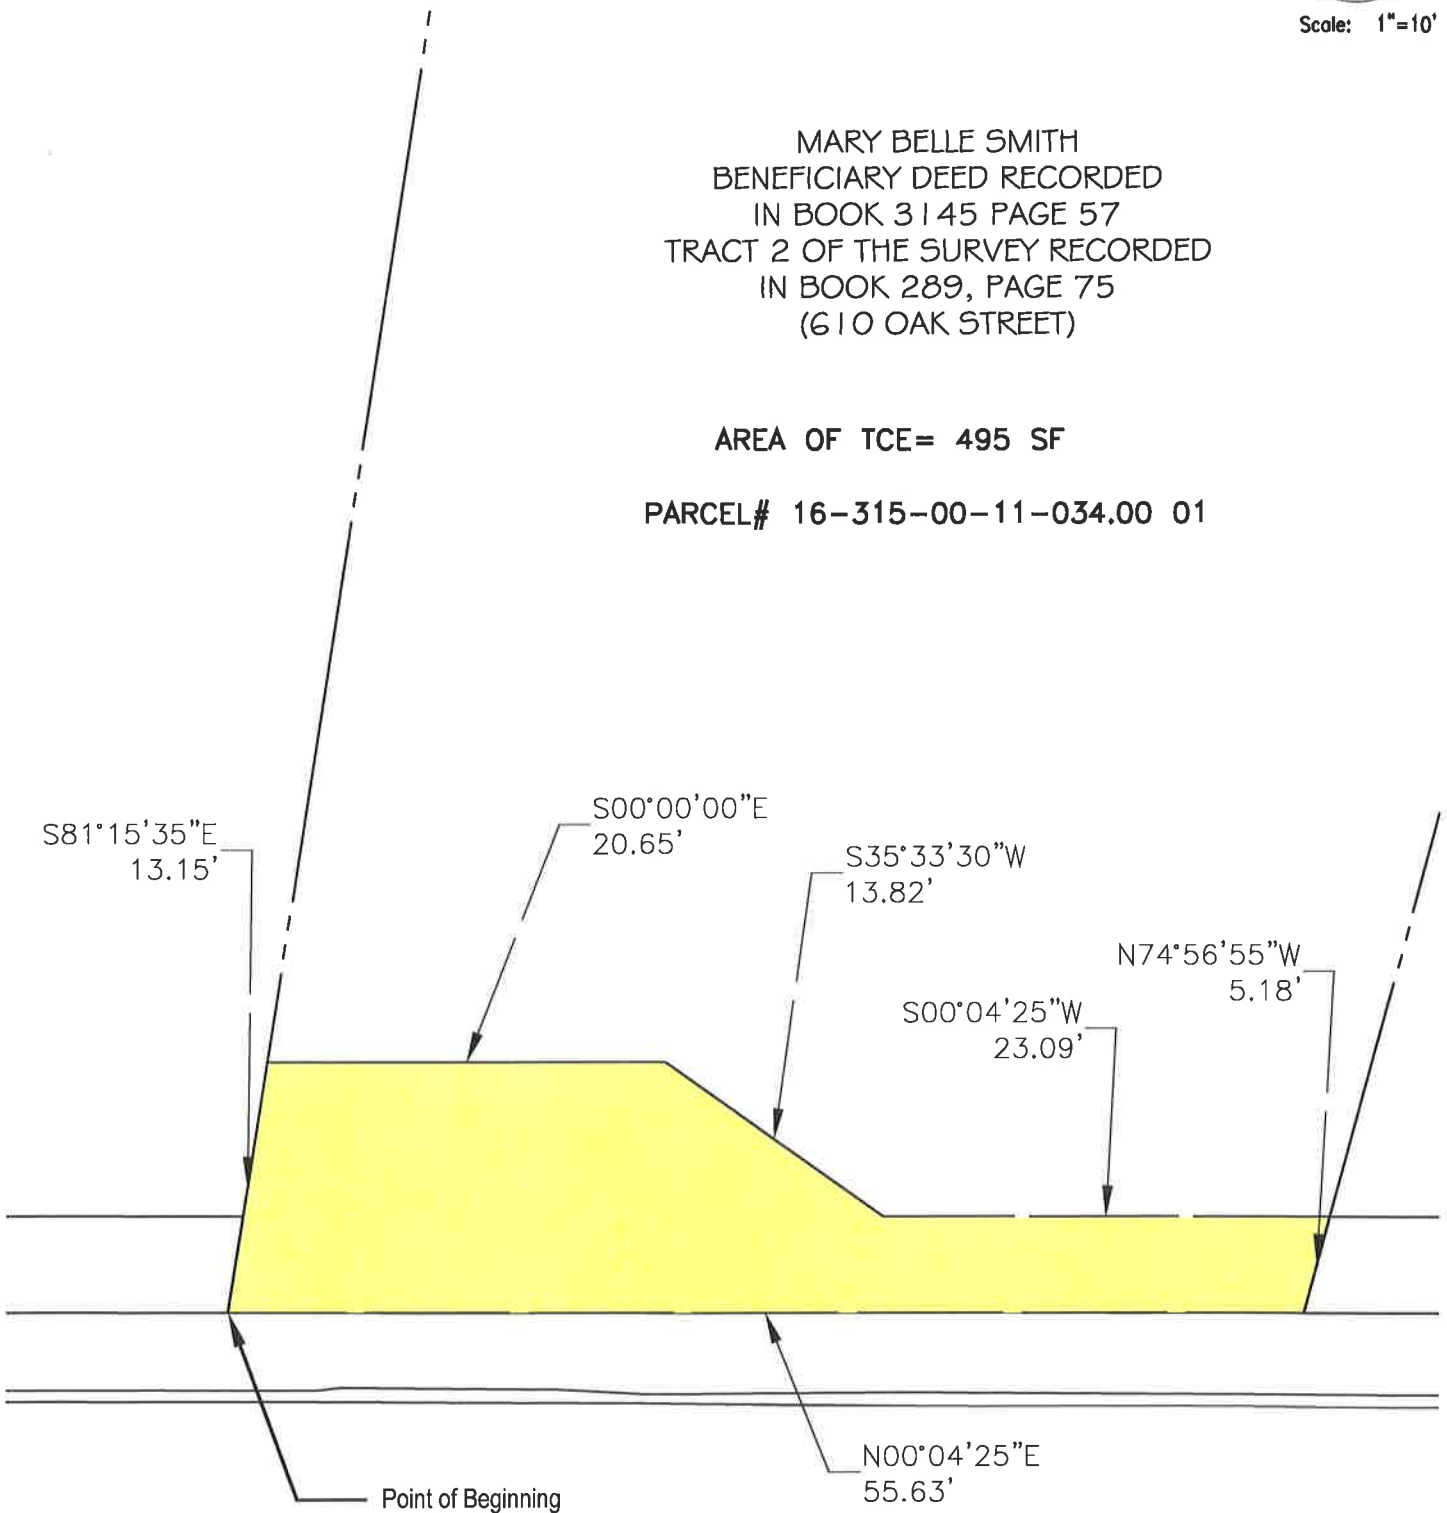 Scale: 1"=10'
MARY BELLE SMITH
BENEFICIARY DEED RECORDED
IN BOOK 3145 PAGE 57
TRACT 2 OF THE SURVEY RECORDED
IN BOOK 289, PAGE 75
(610 OAK STREET)
AREA OF TCE= 495 SF
PARCEL# 16-315-00-11-034.00 01
S81°15'35"E
13.15'
S00°00'00"E
20.65'
S35°33'30"W
13.82'
N74°56'55"W
5.18'
S00°04'25"W
23.09'
N00°04'25"E
55.63'
Point of Beginning